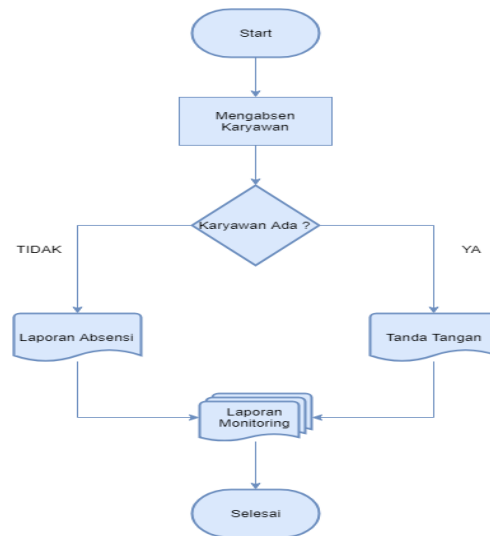 Start
Mengabsen
Karyawan
Karyawan Ada ?
TIDAK
YA
Laporan Absensi
Tanda Tangan
Laporan
Monitoring
Selesai